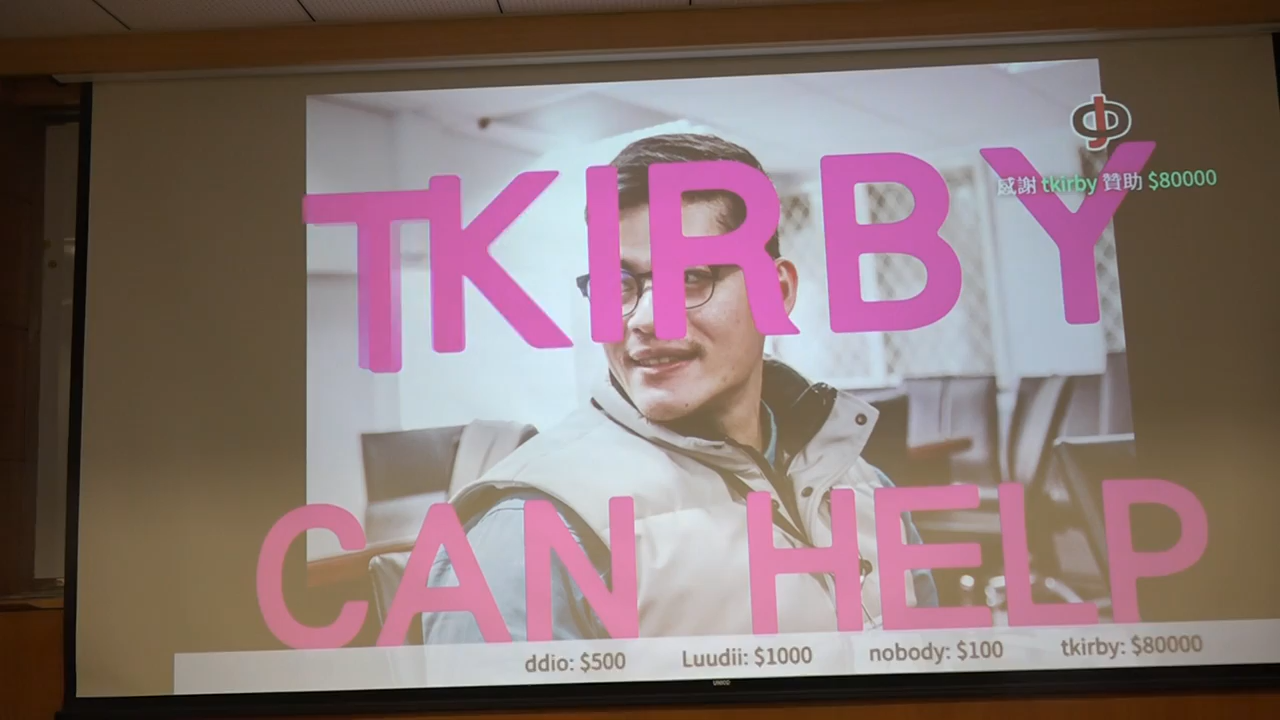 TKIRBY
感謝 tkirby 贊助 $80000
CAN HELP
ddio: $500 Luudii: $1000 nobody: $100 tkirby: $80000